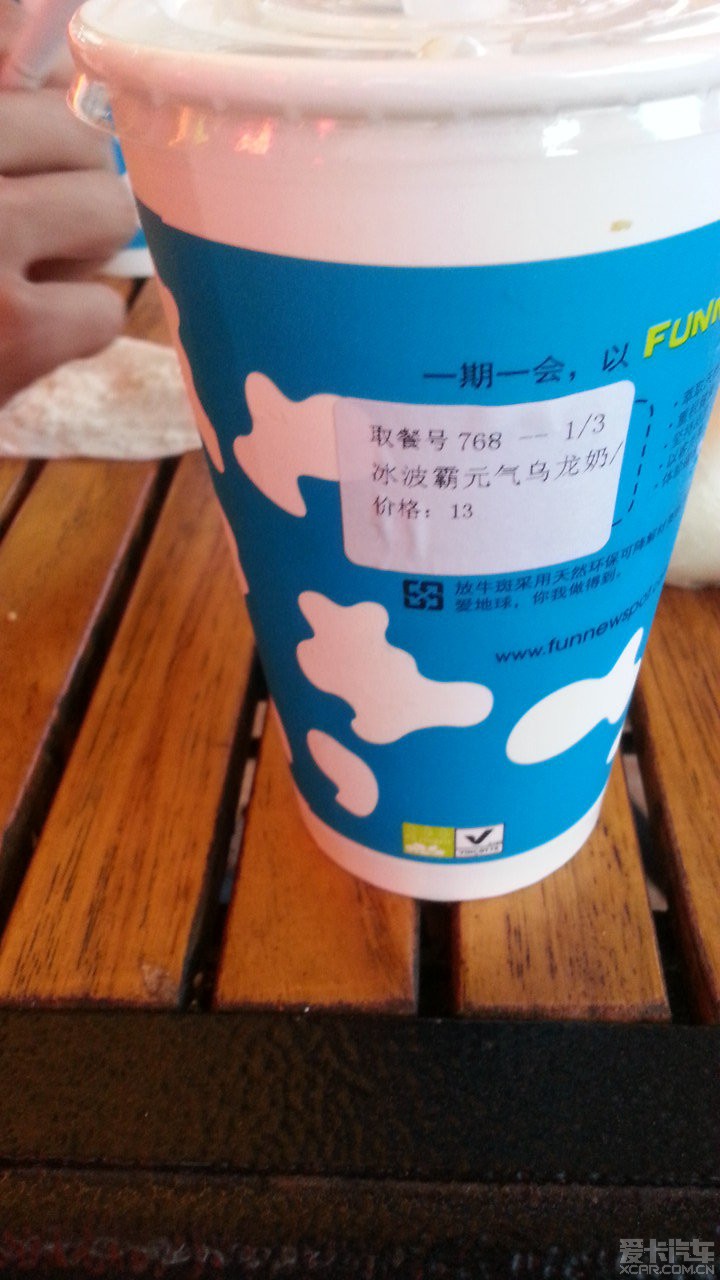 一期一会，以 FUNN
取餐号 768 -- 1/3
冰波霸元气乌龙奶/
价格：13
放牛斑采用天然环保可降解材
爱地球，你我做得到。
www.funnewspot
爱卡汽车
XCAR.COM.CN